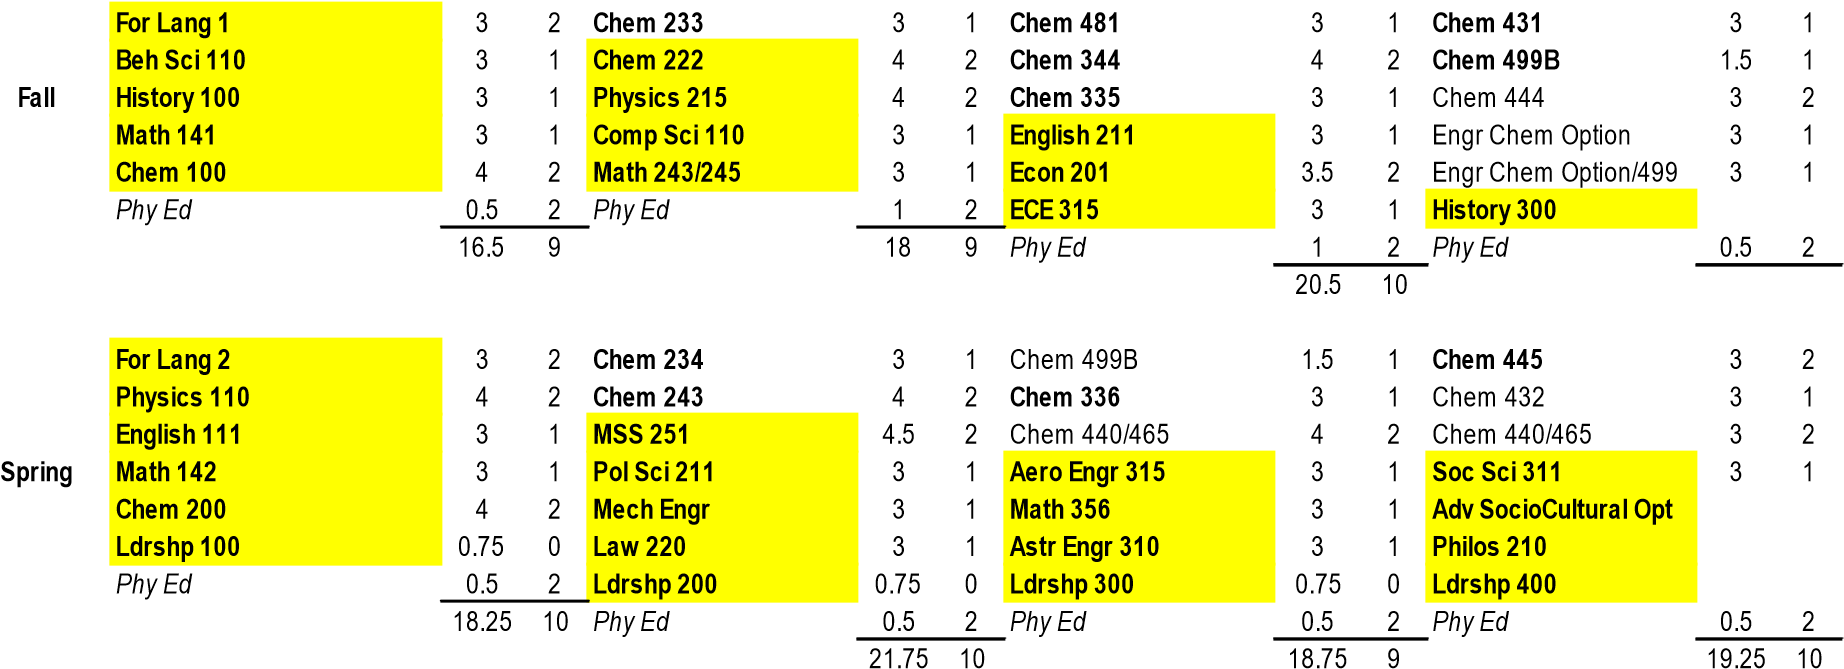 For Lang 1 3 2 Chem 233 3 1 Chem 481 3 1 Chem 431 3 1
Beh Sci 110 3 1 Chem 222 4 2 Chem 344 4 2 Chem 499B 1.5 1
Fall History 100 3 1 Physics 215 4 2 Chem 335 3 1 Chem 444 3 2
Math 141 3 1 Comp Sci 110 3 1 English 211 3 1 Engr Chem Option 3 1
Chem 100 4 2 Math 243/245 3 1 Econ 201 3.5 2 Engr Chem Option/499 3 1
Phy Ed 0.5 2 Phy Ed 1 2 ECE 315 3 1 History 300
16.5 9 18 9 Phy Ed 1 2 Phy Ed 0.5 2
20.5 10
For Lang 2 3 2 Chem 234 3 1 Chem 499B 1.5 1 Chem 445 3 2
Physics 110 4 2 Chem 243 4 2 Chem 336 3 1 Chem 432 3 1
English 111 3 1 MSS 251 4.5 2 Chem 440/465 4 2 Chem 440/465 3 2
Spring Math 142 3 1 Pol Sci 211 3 1 Aero Engr 315 3 1 Soc Sci 311 3 1
Chem 200 4 2 Mech Engr 3 1 Math 356 3 1 Adv SocioCultural Opt
Ldrshp 100 0.75 0 Law 220 3 1 Astr Engr 310 3 1 Philos 210
Phy Ed 0.5 2 Ldrshp 200 0.75 0 Ldrshp 300 0.75 0 Ldrshp 400
18.25 10 Phy Ed 0.5 2 Phy Ed 0.5 2 Phy Ed 0.5 2
21.75 10 18.75 9 19.25 10